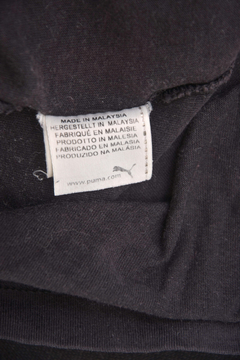 MADE IN MALAYSIA
HERGESTELLT IN MALAYSIA
FABRIQUÉ EN MALAISIE
PRODOTTO IN MALESIA
FABRICADO EN MALASIA
PRODUZIDO NA MALÁSIA
www.puma.com